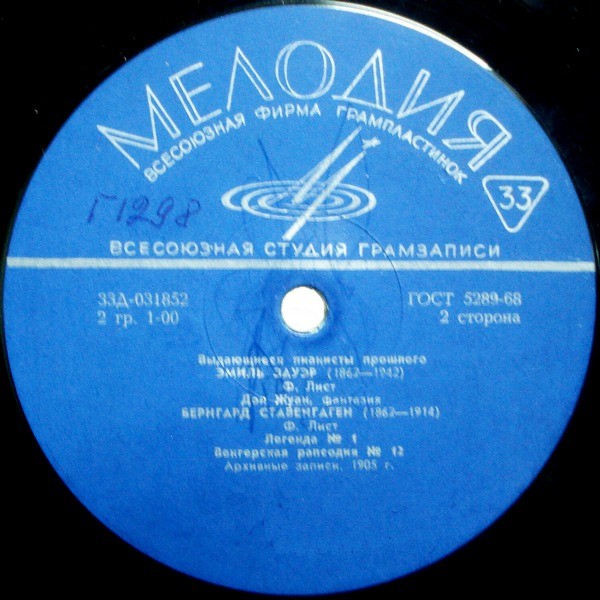 МЕЛОДИЯ
ВСЕСОЮЗНАЯ ФИРМА ГРАМПЛАСТИНОК
33
Г1298
ВСЕСОЮЗНАЯ СТУДИЯ ГРАМЗАПИСИ
33Д-031852
2 гр. 1-00
ГОСТ 5289-68
2 сторона
Выдающиеся пианисты прошлого
ЭМИЛЬ ЗАУЭР (1862—1942)
Ф. Лист
Дон Жуан, фантазия
БЕРНГАРД СТАВЕНГАГЕН (1862—1914)
Ф. Лист
Легенда № 1
Венгерская рапсодия № 12
Архивные записи, 1905 г.